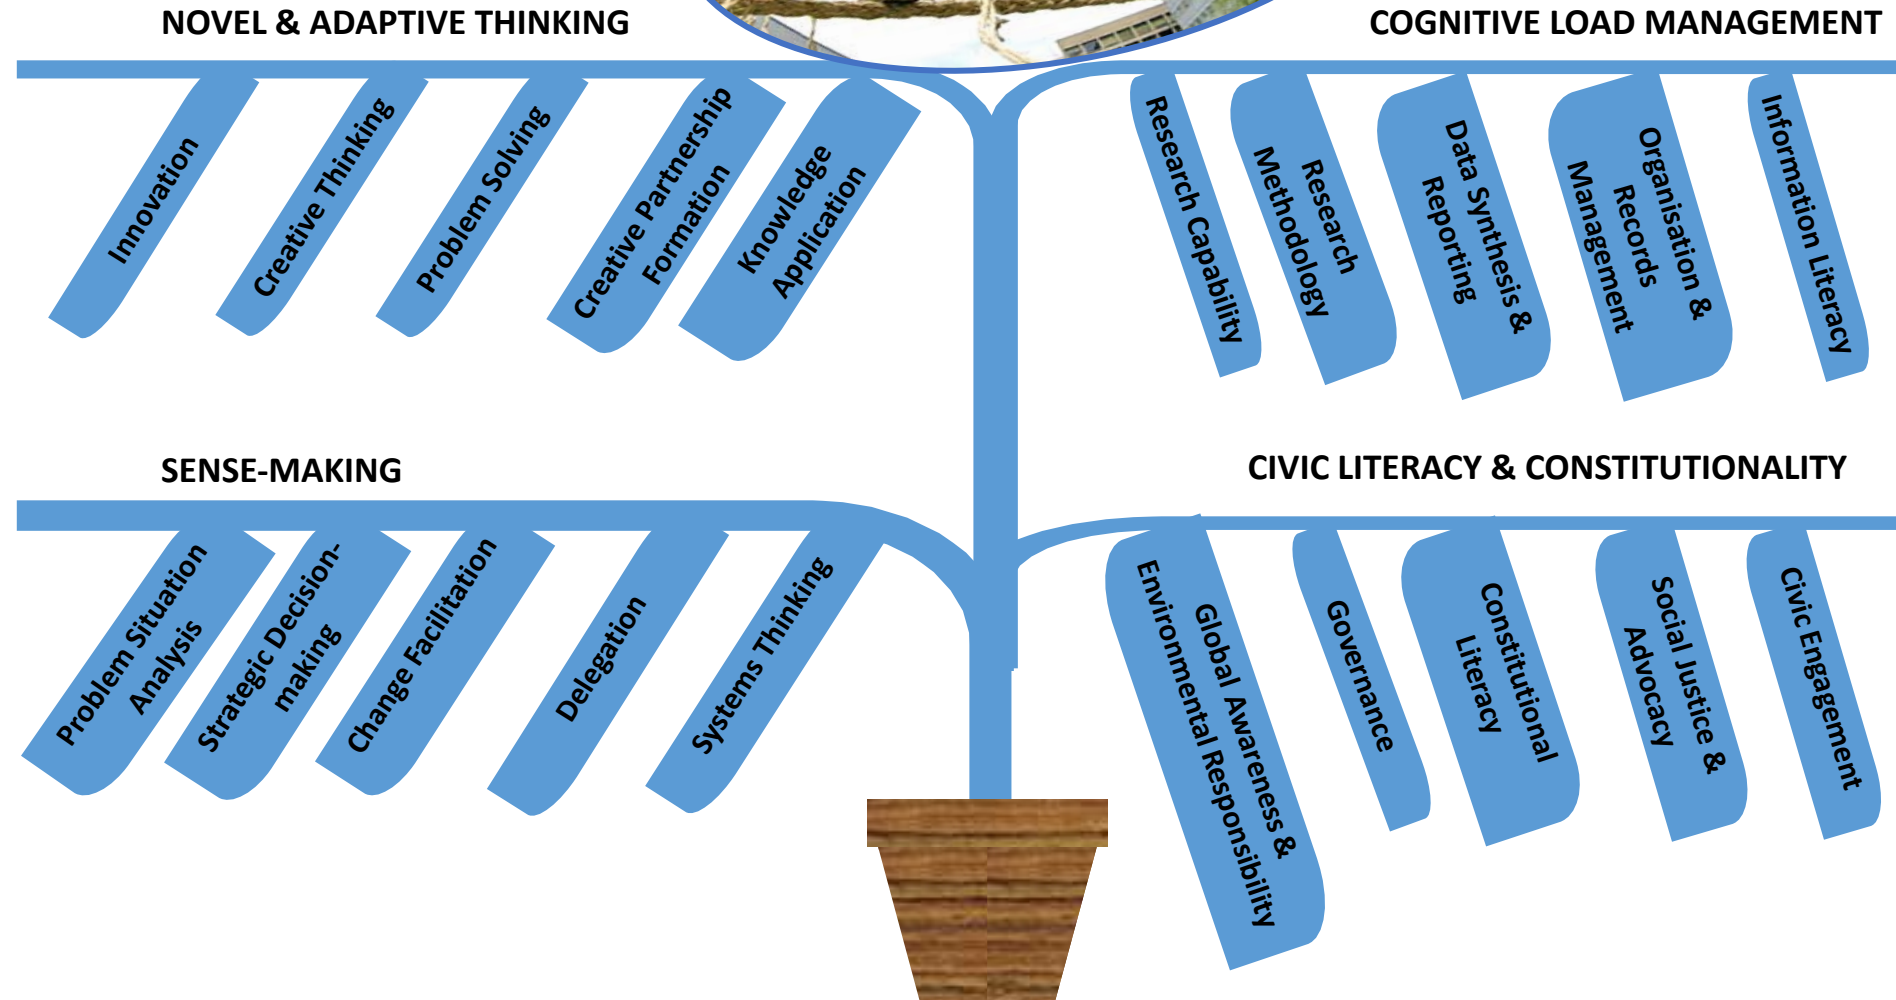 NOVEL & ADAPTIVE THINKING
Innovation
Creative Thinking
Problem Solving
Creative Partnership
Formation
Knowledge
Application
COGNITIVE LOAD MANAGEMENT
Research Capability
Research
Methodology
Data Synthesis &
Reporting
Organisation &
Records
Management
Information Literacy
SENSE-MAKING
Problem Situation
Analysis
Strategic Decision-
making
Change Facilitation
Delegation
Systems Thinking
CIVIC LITERACY & CONSTITUTIONALITY
Global Awareness &
Environmental Responsibility
Governance
Constitutional
Literacy
Social Justice &
Advocacy
Civic Engagement